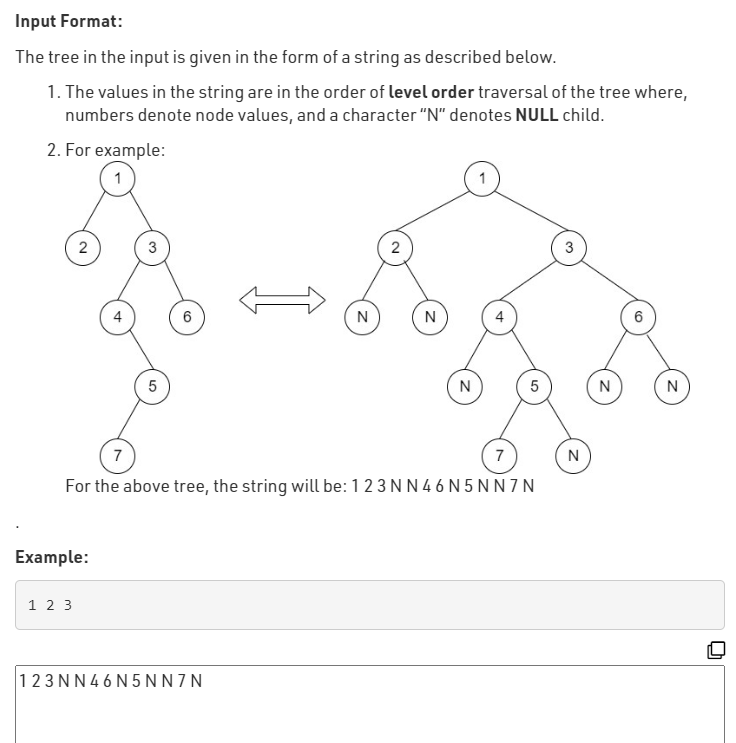 Input Format:
The tree in the input is given in the form of a string as described below.
1. The values in the string are in the order of level order traversal of the tree where,
numbers denote node values, and a character “N” denotes NULL child.
2. For example:
1 1
2 3 2 3
4 6 N N 4 6
5 N 5 N N
7 7 N
For the above tree, the string will be: 1 2 3 N N 4 6 N 5 N N 7 N
.
Example:
1 2 3
1 2 3 N N 4 6 N 5 N N 7 N